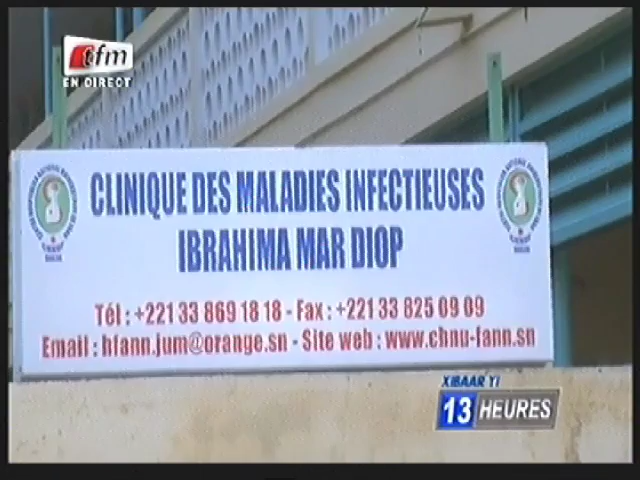 tfm
EN DIRECT
CLINIQUE DES MALADIES INFECTIEUSES
IBRAHIMA MAR DIOP
Tél : +221 33 869 18 18 - Fax : +221 33 825 09 09
Email : hfann.jum@orange.sn - Site web : www.chnu-fann.sn
XIBAAR YI
13 HEURES